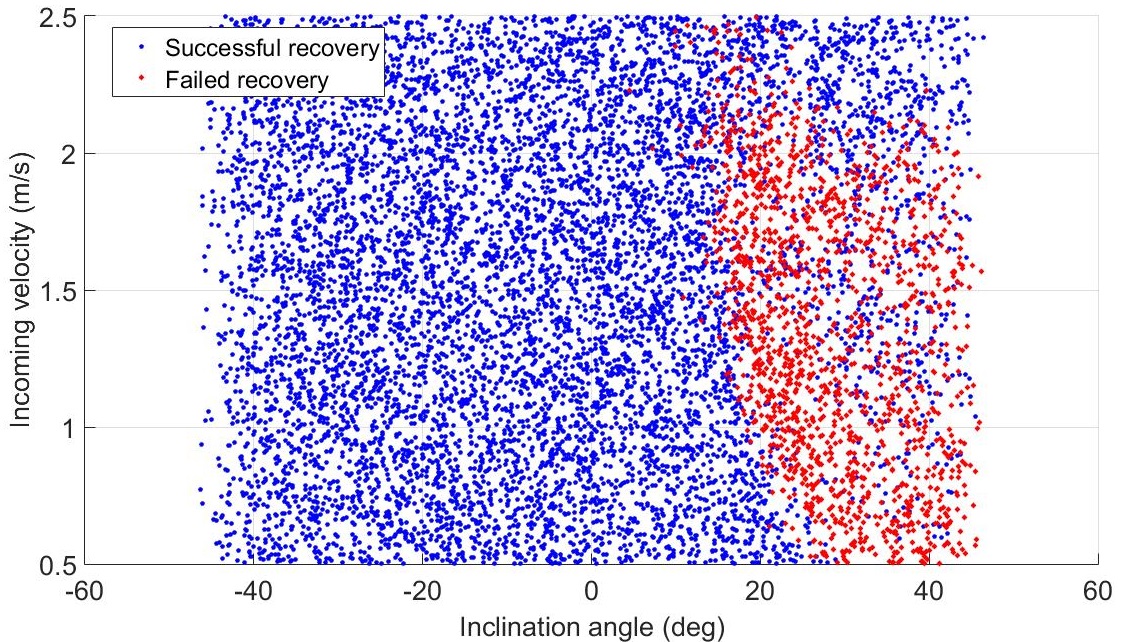 2.5
Successful recovery
Failed recovery
2
1.5
1
0.5
Incoming velocity (m/s)
-60 -40 -20 0 20 40 60
Inclination angle (deg)